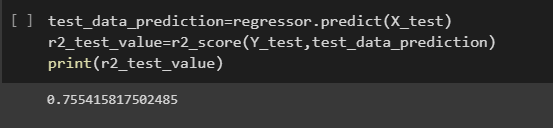 [ ] test_data_prediction=regressor.predict(X_test)
r2_test_value=r2_score(Y_test,test_data_prediction)
print(r2_test_value)
0.755415817502485